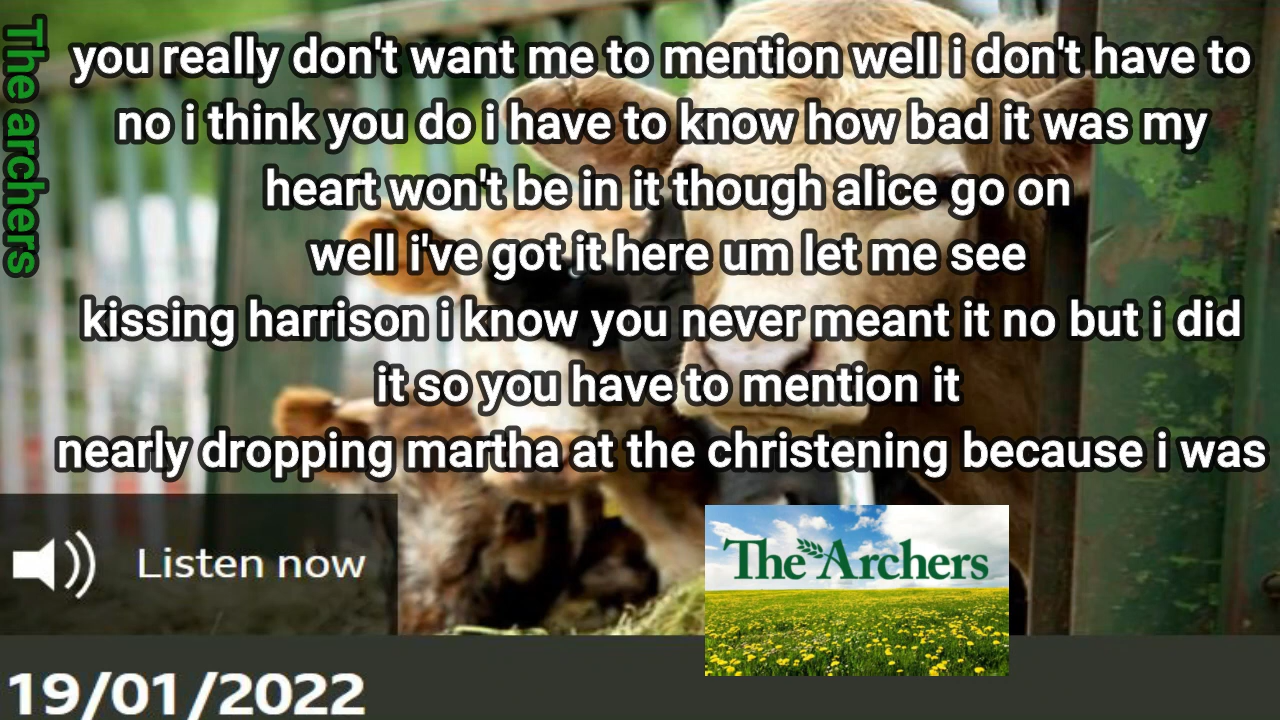 The archers
you really don't want me to mention well i don't have to
no i think you do i have to know how bad it was my
heart won't be in it though alice go on
well i've got it here um let me see
kissing harrison i know you never meant it no but i did
it so you have to mention it
nearly dropping martha at the christening because i was
Listen now
The Archers
19/01/2022